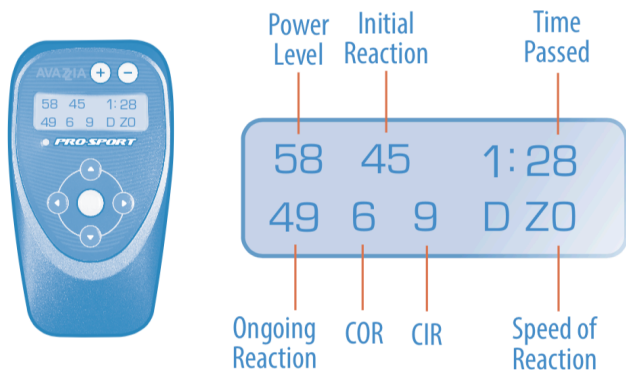 AVAZZIA + −
58 45 1:28
49 6 9 D ZO
PRO-SPORT
Power Level
Initial Reaction
Time Passed
58 45 1:28
49 6 9 D ZO
Ongoing Reaction
COR
CIR
Speed of Reaction